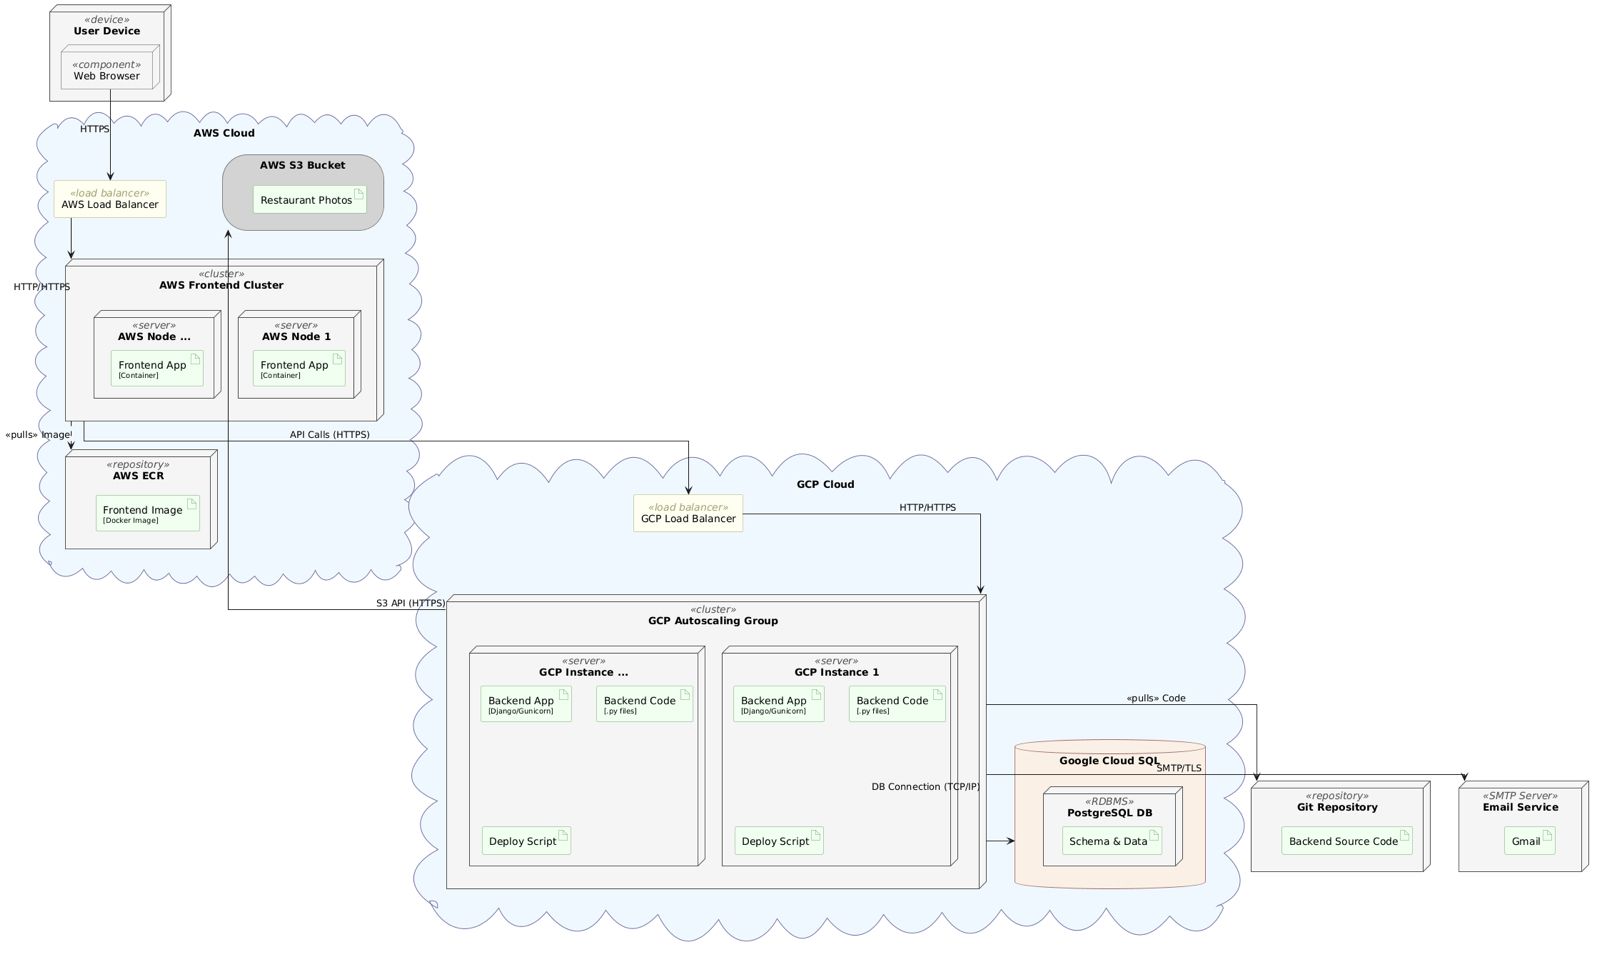 «device»
User Device
«component»
Web Browser
HTTPS
AWS Cloud
AWS S3 Bucket
Restaurant Photos
«load balancer»
AWS Load Balancer
HTTP/HTTPS
«cluster»
AWS Frontend Cluster
«server»
AWS Node ...
Frontend App
[Container]
«server»
AWS Node 1
Frontend App
[Container]
«pulls» Image
API Calls (HTTPS)
«repository»
AWS ECR
Frontend Image
[Docker Image]
GCP Cloud
«load balancer»
GCP Load Balancer
HTTP/HTTPS
S3 API (HTTPS)
«cluster»
GCP Autoscaling Group
«server»
GCP Instance ...
Backend App
[Django/Gunicorn]
Backend Code
[.py files]
Deploy Script
«server»
GCP Instance 1
Backend App
[Django/Gunicorn]
Backend Code
[.py files]
Deploy Script
«pulls» Code
DB Connection (TCP/IP)
Google Cloud SQL
SMTP/TLS
«RDBMS»
PostgreSQL DB
Schema & Data
«repository»
Git Repository
Backend Source Code
«SMTP Server»
Email Service
Gmail